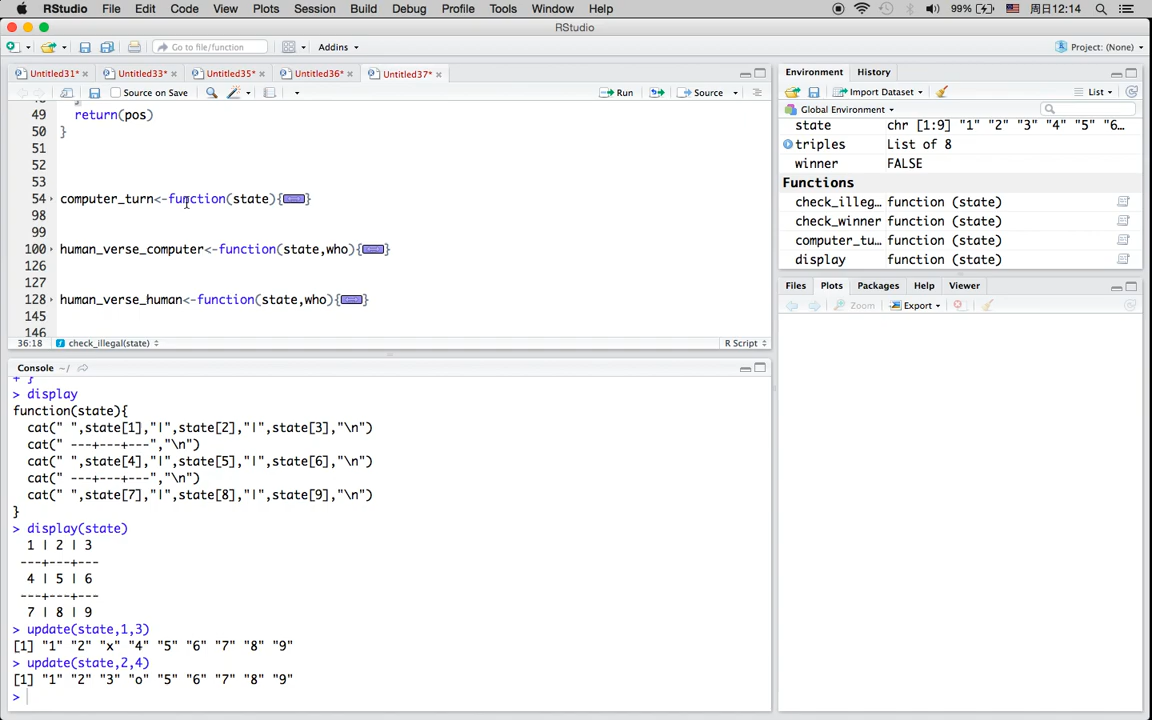 RStudio File Edit Code View Plots Session Build Debug Profile Tools Window Help 99% 周日12:14
RStudio
Go to file/function Addins Project: (None)
Untitled31* Untitled33* Untitled35* Untitled36* Untitled37*
Source on Save Run Source
49 return(pos)
50 }
51
52
53
54 computer_turn<-function(state){}
98
99
100 human_verse_computer<-function(state,who){}
126
127
128 human_verse_human<-function(state,who){}
145
146
36:18 check_illegal(state) R Script
Console ~/
+ }
> display
function(state){
cat(" ",state[1],"|",state[2],"|",state[3],"\n")
cat(" ---+---+---","\n")
cat(" ",state[4],"|",state[5],"|",state[6],"\n")
cat(" ---+---+---","\n")
cat(" ",state[7],"|",state[8],"|",state[9],"\n")
}
> display(state)
1 | 2 | 3
---+---+---
4 | 5 | 6
---+---+---
7 | 8 | 9
> update(state,1,3)
[1] "1" "2" "x" "4" "5" "6" "7" "8" "9"
> update(state,2,4)
[1] "1" "2" "3" "o" "5" "6" "7" "8" "9"
>
Environment History
Import Dataset List
Global Environment
state chr [1:9] "1" "2" "3" "4" "5" "6…
triples List of 8
winner FALSE
Functions
check_illeg… function (state)
check_winner function (state)
computer_tu… function (state)
display function (state)
Files Plots Packages Help Viewer
Zoom Export